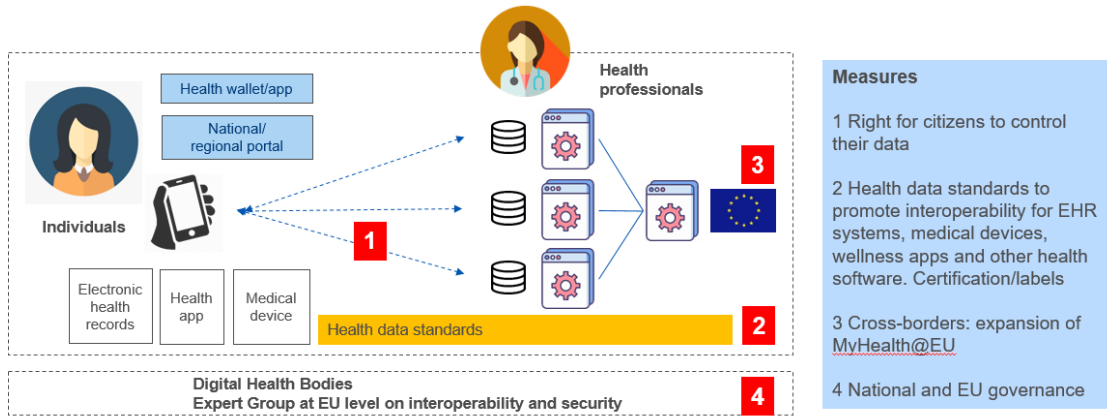 Health wallet/app
National/
regional portal
Individuals
Health
professionals
3
1
Electronic
health
records
Health
app
Medical
device
Health data standards
2
Digital Health Bodies
Expert Group at EU level on interoperability and security
4
Measures
1 Right for citizens to control
their data
2 Health data standards to
promote interoperability for EHR
systems, medical devices,
wellness apps and other health
software. Certification/labels
3 Cross-borders: expansion of
MyHealth@EU
4 National and EU governance